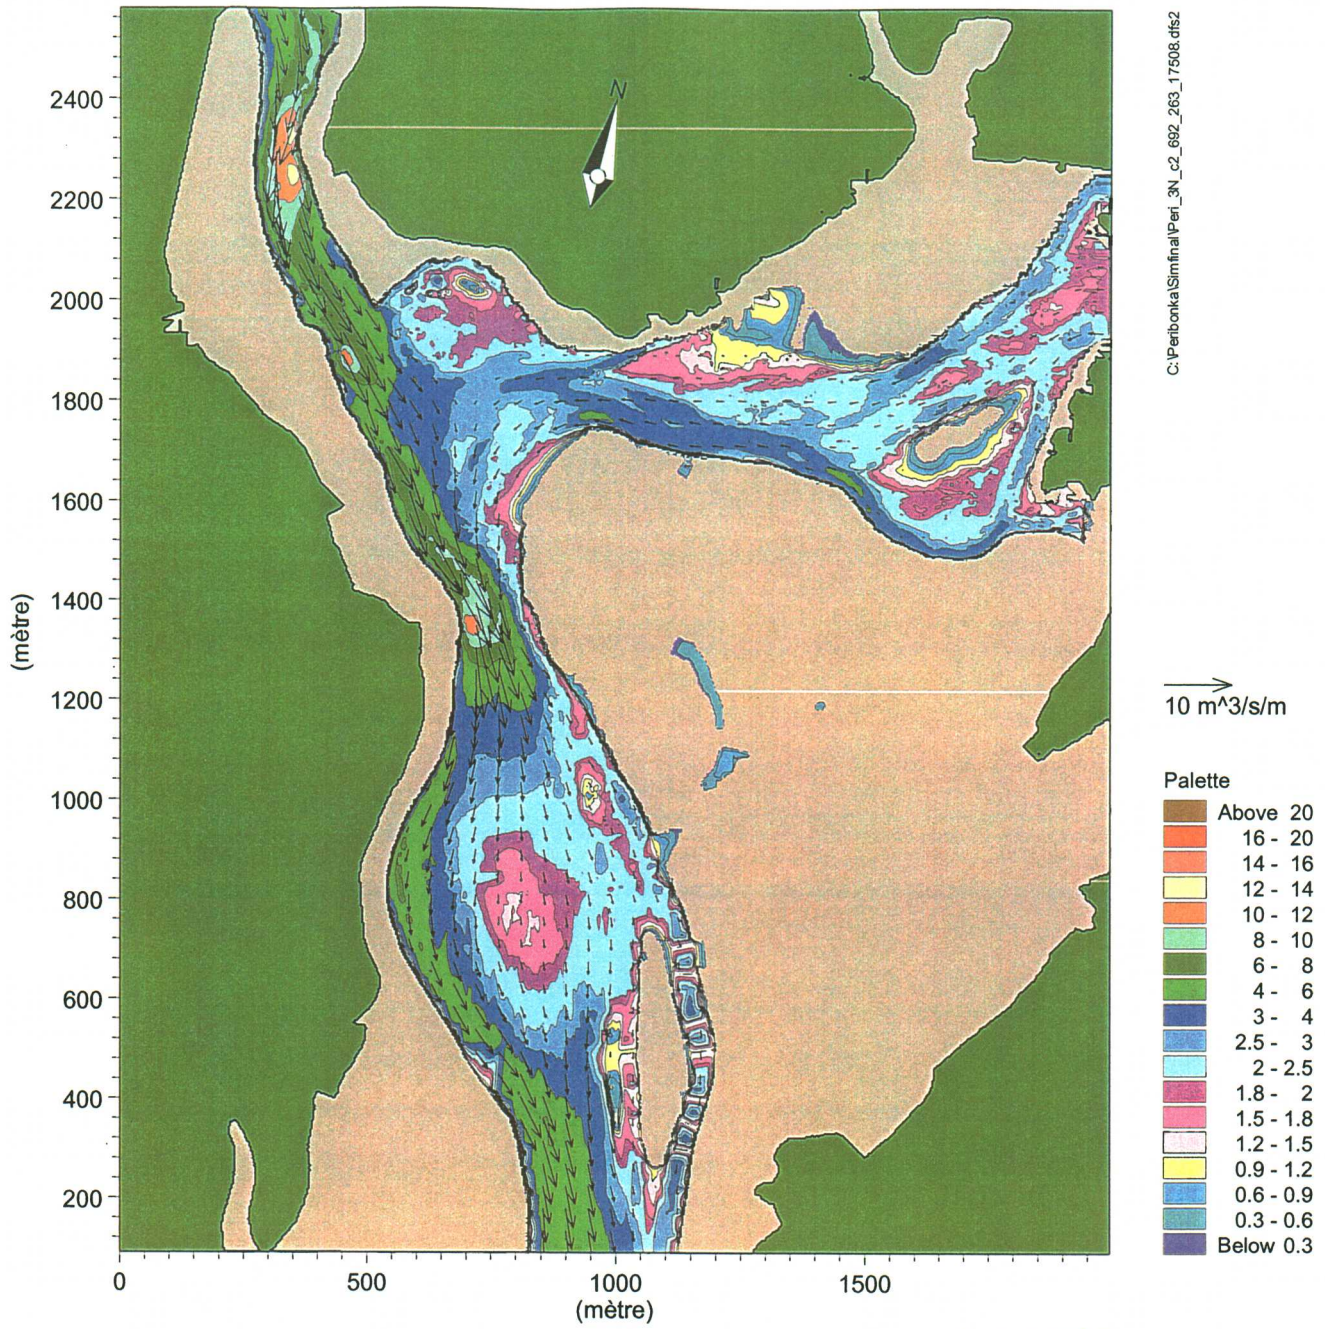 2400
2200
2000
1800
1600
1400
1200
1000
800
600
400
200
(mètre)
0
500
1000
1500
(mètre)
N
C:\Peribonka\Simfinal\Peri_3N_c2_692_263_17508.dfs2
10 m^3/s/m
Palette
Above 20
16 - 20
14 - 16
12 - 14
10 - 12
8 - 10
6 - 8
4 - 6
3 - 4
2.5 - 3
2 - 2.5
1.8 - 2
1.5 - 1.8
1.2 - 1.5
0.9 - 1.2
0.6 - 0.9
0.3 - 0.6
Below 0.3